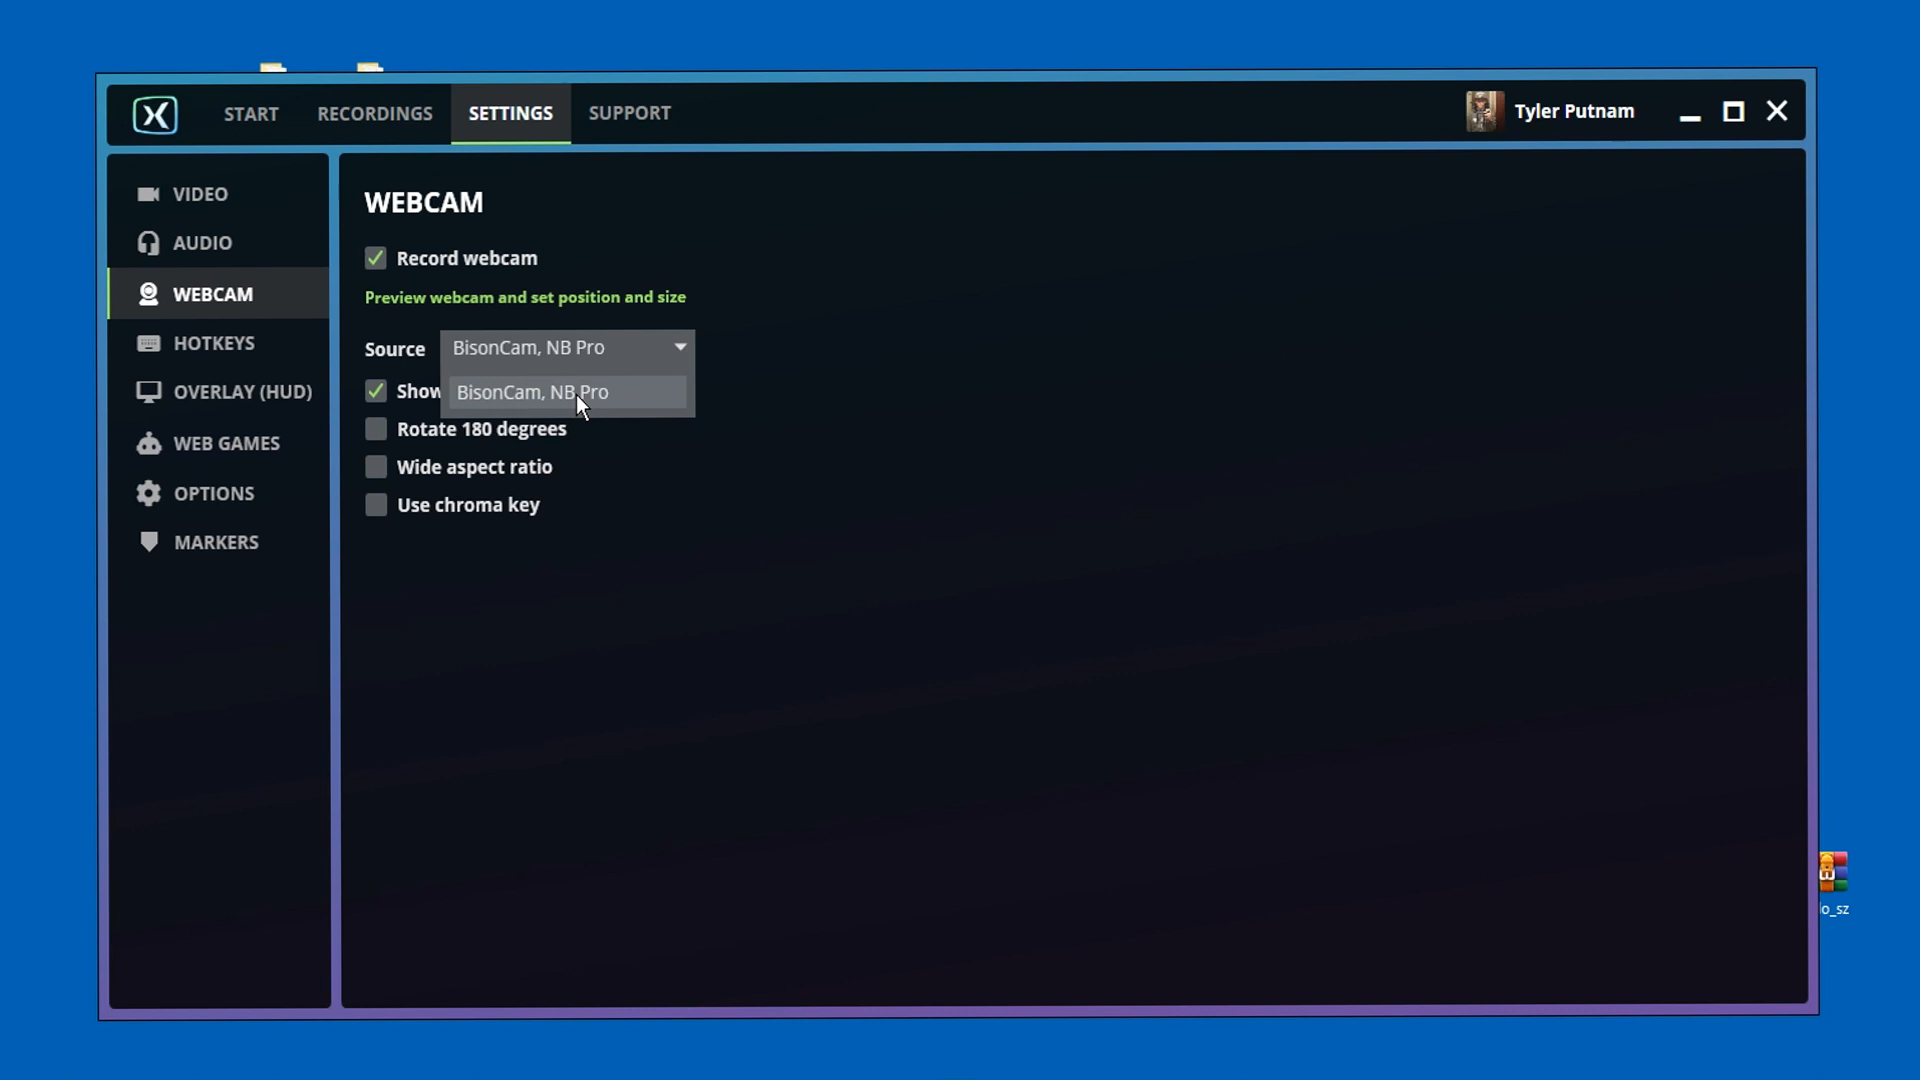 START
RECORDINGS
SETTINGS
SUPPORT
Tyler Putnam
VIDEO
AUDIO
WEBCAM
HOTKEYS
OVERLAY (HUD)
WEB GAMES
OPTIONS
MARKERS
WEBCAM
Record webcam
Preview webcam and set position and size
Source BisonCam, NB Pro
Show BisonCam, NB Pro
Rotate 180 degrees
Wide aspect ratio
Use chroma key
lo_sz